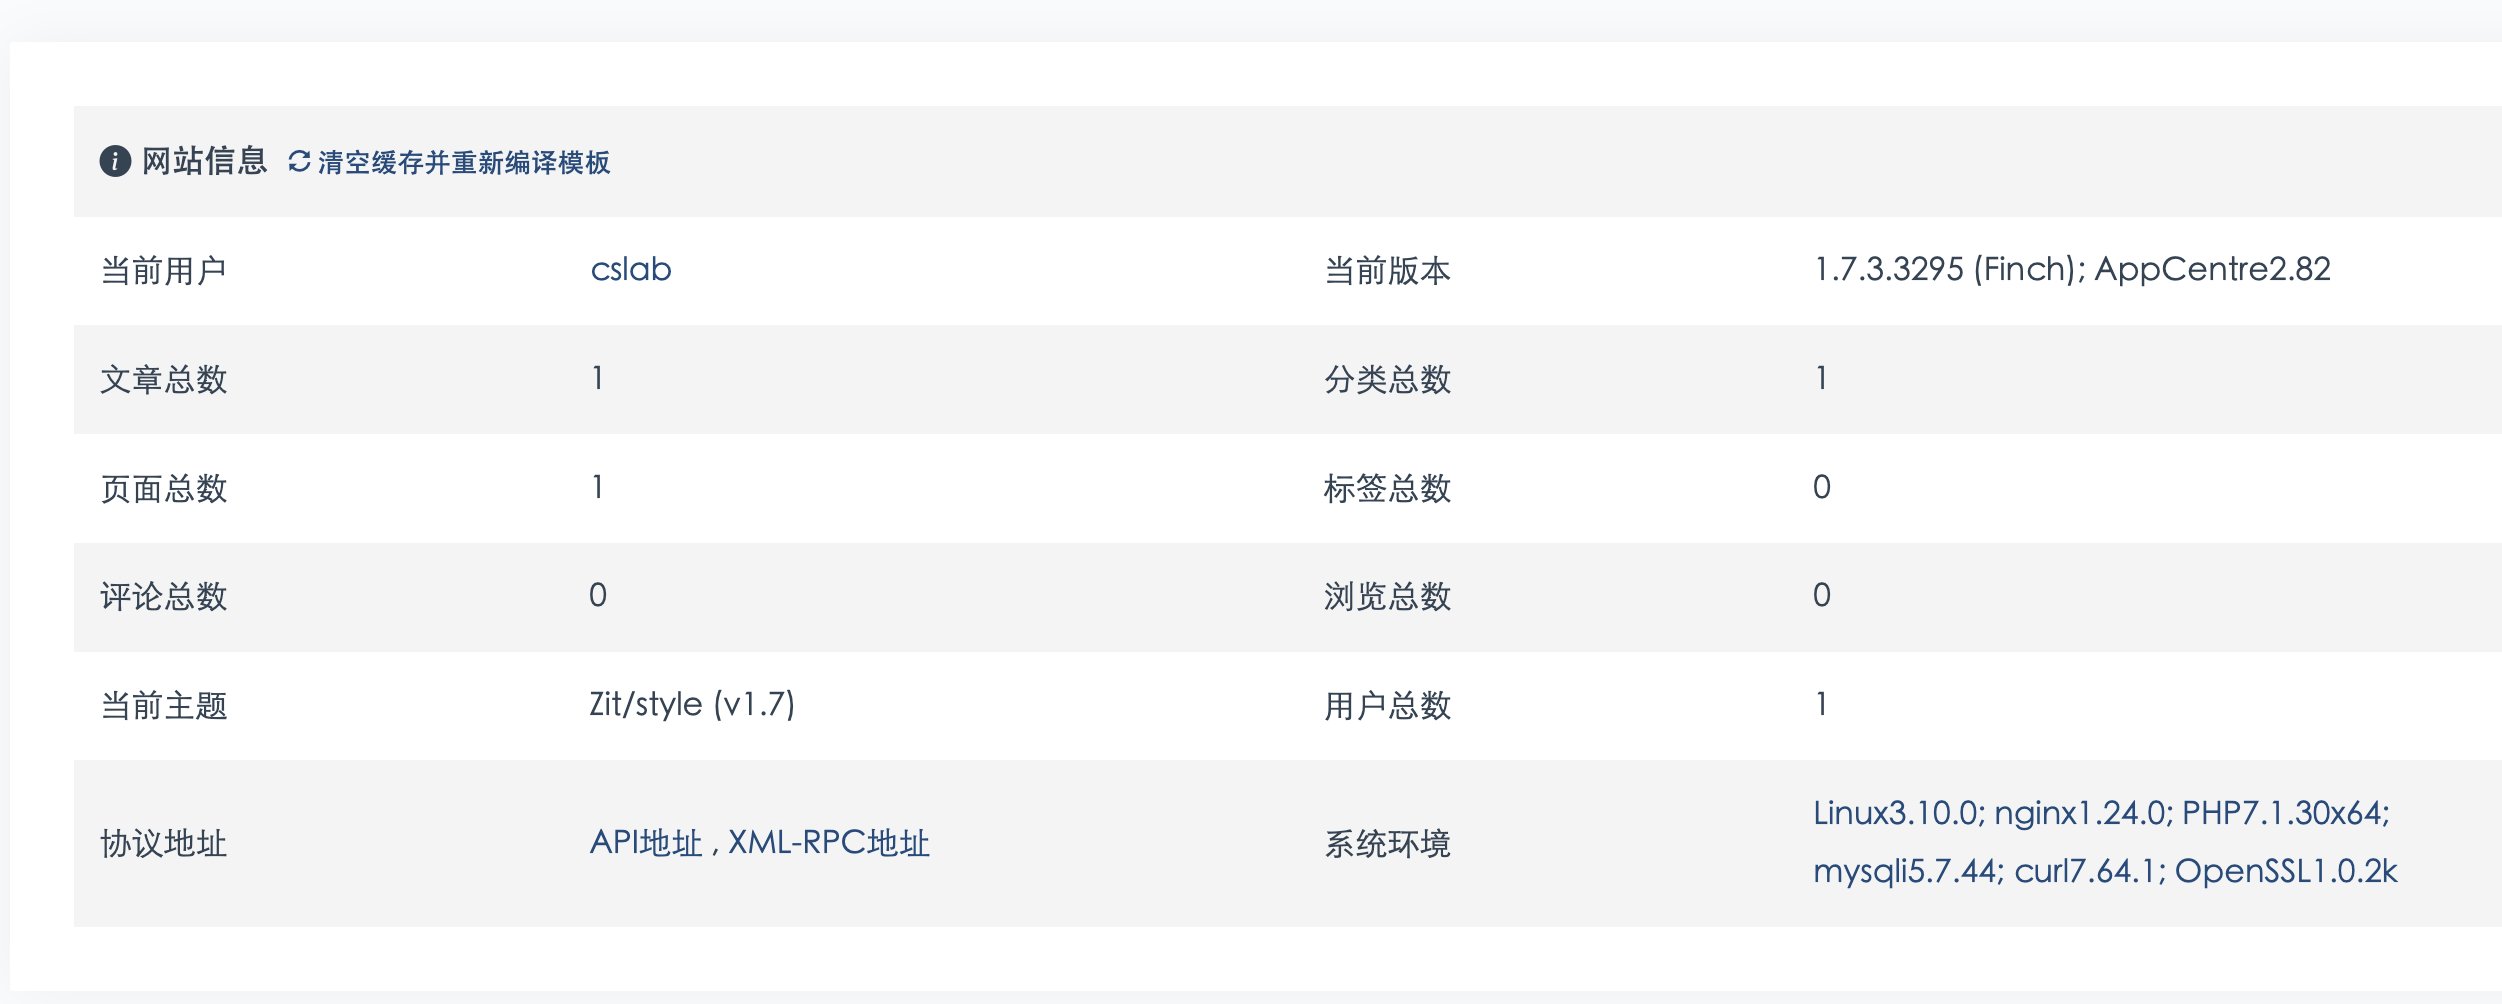 网站信息 清空缓存并重新编译模板
当前用户 cslab 当前版本 1.7.3.3295 (Finch); AppCentre2.82
文章总数 1 分类总数 1
页面总数 1 标签总数 0
评论总数 0 浏览总数 0
当前主题 Zit/style (v1.7) 用户总数 1
协议地址 API地址 , XML-RPC地址 系统环境 Linux3.10.0; nginx1.24.0; PHP7.1.30x64;
mysqli5.7.44; curl7.64.1; OpenSSL1.0.2k